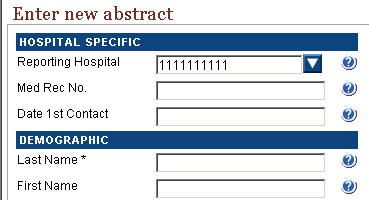 Enter new abstract
HOSPITAL SPECIFIC
Reporting Hospital 1111111111
Med Rec No.
Date 1st Contact
DEMOGRAPHIC
Last Name *
First Name